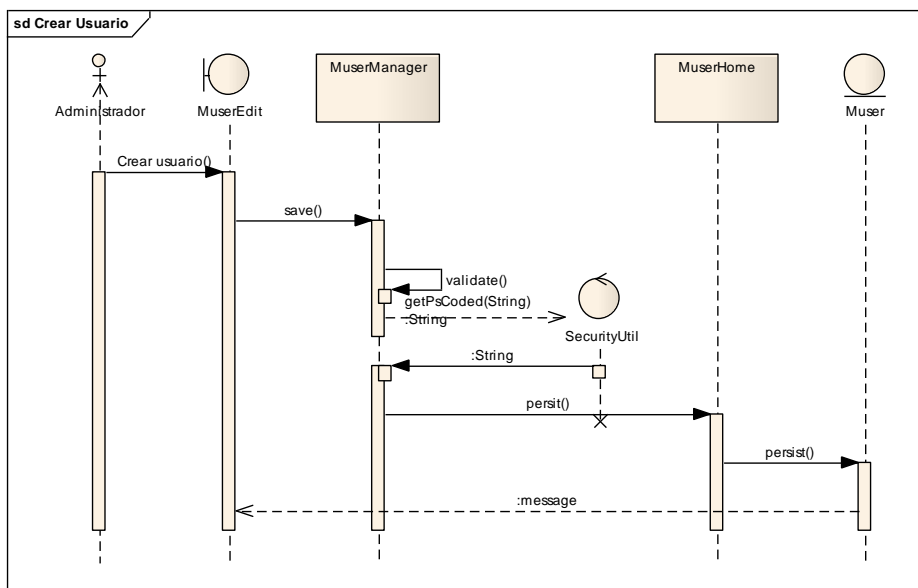 sd Crear Usuario
Administrador
MuserEdit
MuserManager
MuserHome
Muser
Crear usuario()
save()
validate()
getPsCoded(String)
:String
SecurityUtil
:String
persit()
persist()
:message